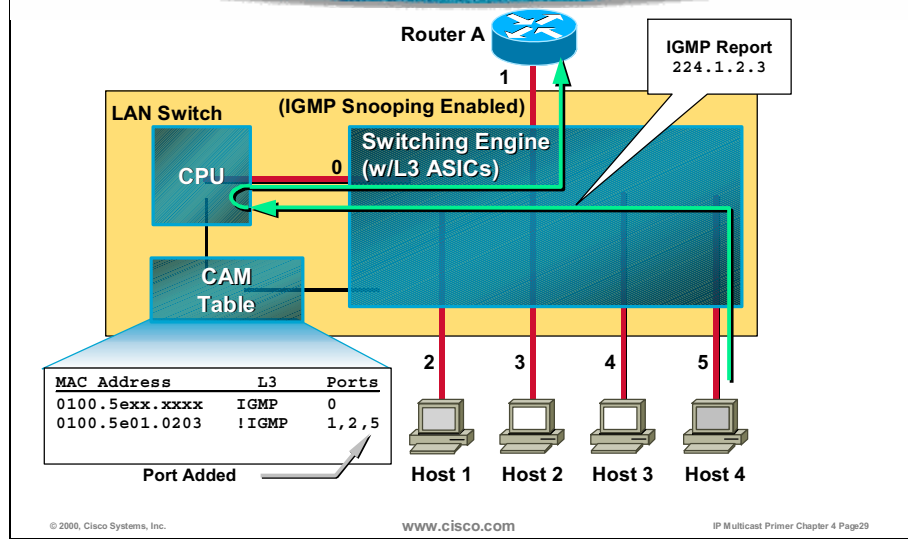 Router A
IGMP Report
224.1.2.3
1
LAN Switch
(IGMP Snooping Enabled)
Switching Engine
(w/L3 ASICs)
CPU
0
CAM
Table
2
3
4
5
MAC Address L3 Ports
0100.5exx.xxxx IGMP 0
0100.5e01.0203 !IGMP 1,2,5
Port Added
Host 1
Host 2
Host 3
Host 4
© 2000, Cisco Systems, Inc.
www.cisco.com
IP Multicast Primer Chapter 4 Page29